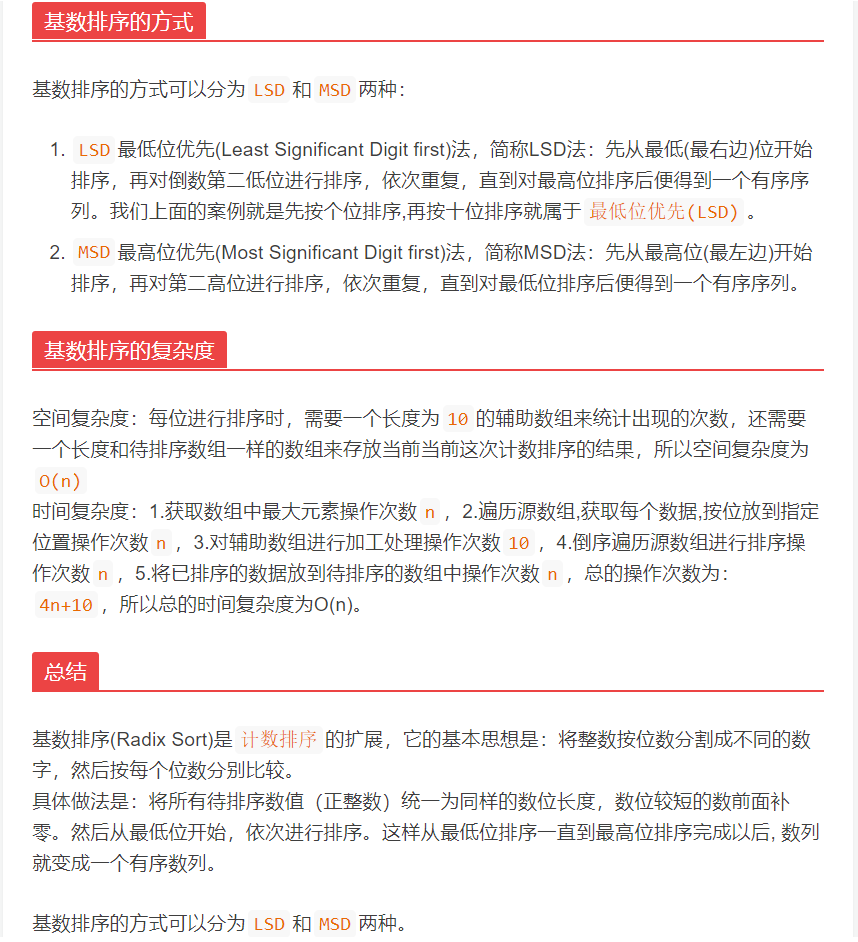 基数排序的方式
基数排序的方式可以分为 LSD 和 MSD 两种：
1. LSD 最低位优先(Least Significant Digit first)法，简称LSD法：先从最低(最右边)位开始
排序，再对倒数第二低位进行排序，依次重复，直到对最高位排序后便得到一个有序序
列。我们上面的案例就是先按个位排序,再按十位排序就属于 最低位优先(LSD) 。
2. MSD 最高位优先(Most Significant Digit first)法，简称MSD法：先从最高位(最左边)开始
排序，再对第二高位进行排序，依次重复，直到对最低位排序后便得到一个有序序列。
基数排序的复杂度
空间复杂度：每位进行排序时，需要一个长度为 10 的辅助数组来统计出现的次数，还需要
一个长度和待排序数组一样的数组来存放当前当前这次计数排序的结果，所以空间复杂度为
O(n)
时间复杂度：1.获取数组中最大元素操作次数 n ，2.遍历源数组,获取每个数据,按位放到指定
位置操作次数 n ，3.对辅助数组进行加工处理操作次数 10 ，4.倒序遍历源数组进行排序操
作次数 n ，5.将已排序的数据放到待排序的数组中操作次数 n ，总的操作次数为：
4n+10 ，所以总的时间复杂度为O(n)。
总结
基数排序(Radix Sort)是 计数排序 的扩展，它的基本思想是：将整数按位数分割成不同的数
字，然后按每个位数分别比较。
具体做法是：将所有待排序数值（正整数）统一为同样的数位长度，数位较短的数前面补
零。然后从最低位开始，依次进行排序。这样从最低位排序一直到最高位排序完成以后, 数列
就变成一个有序数列。
基数排序的方式可以分为 LSD 和 MSD 两种。